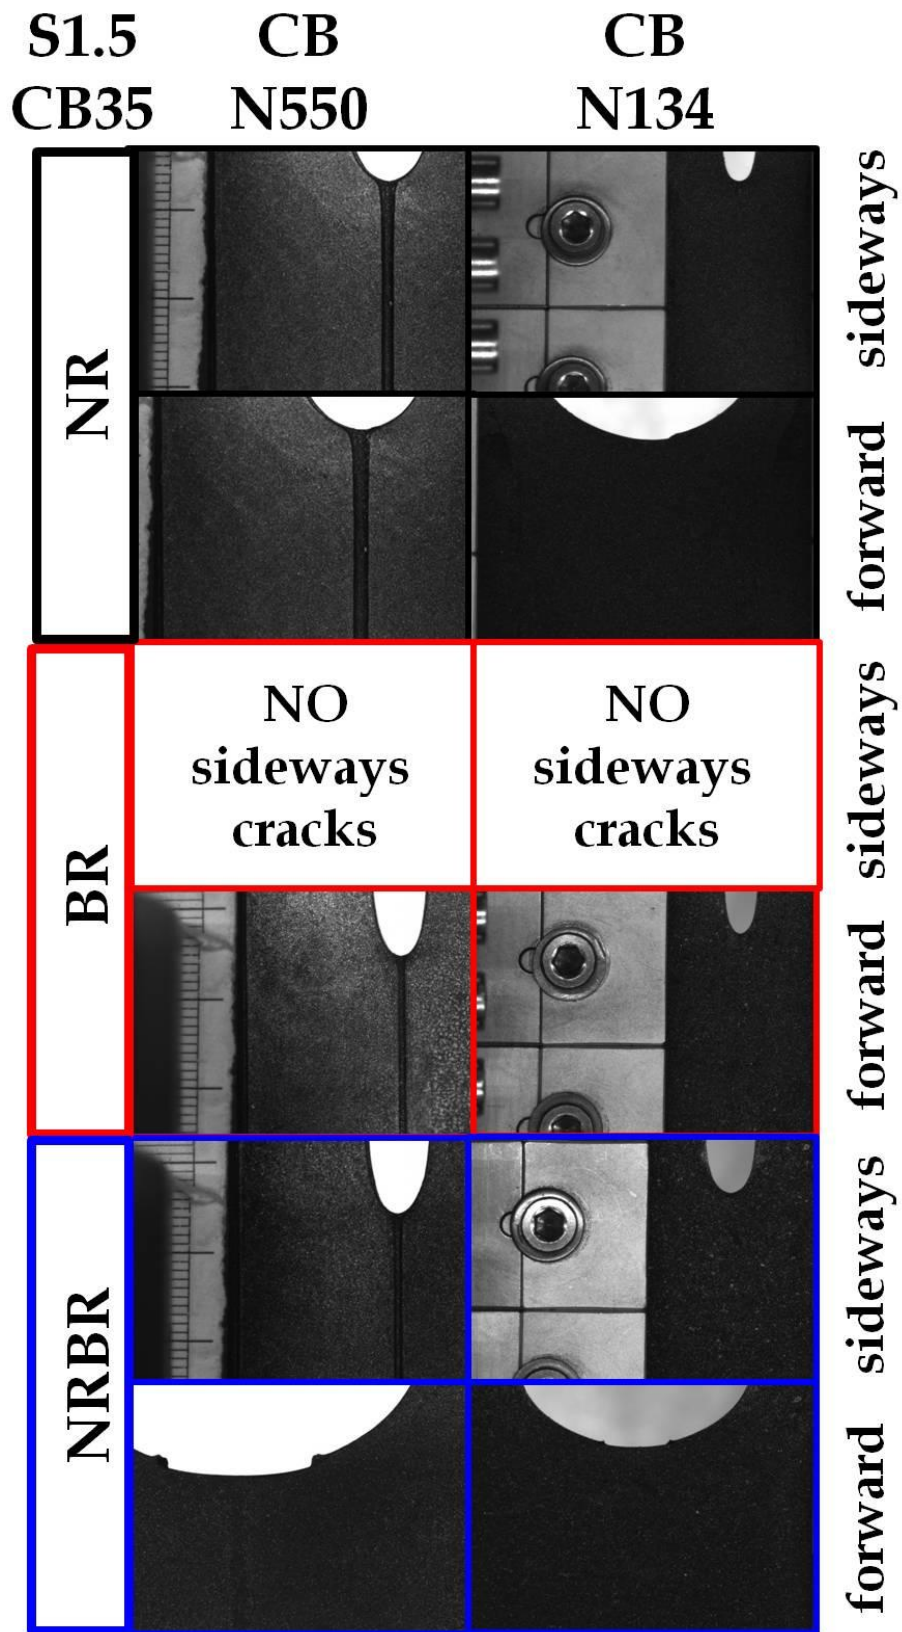 S1.5 CB CB
CB35 N550 N134
NR
sideways
forward
BR
NO
sideways
cracks
NO
sideways
cracks
sideways
forward
NRBR
sideways
forward